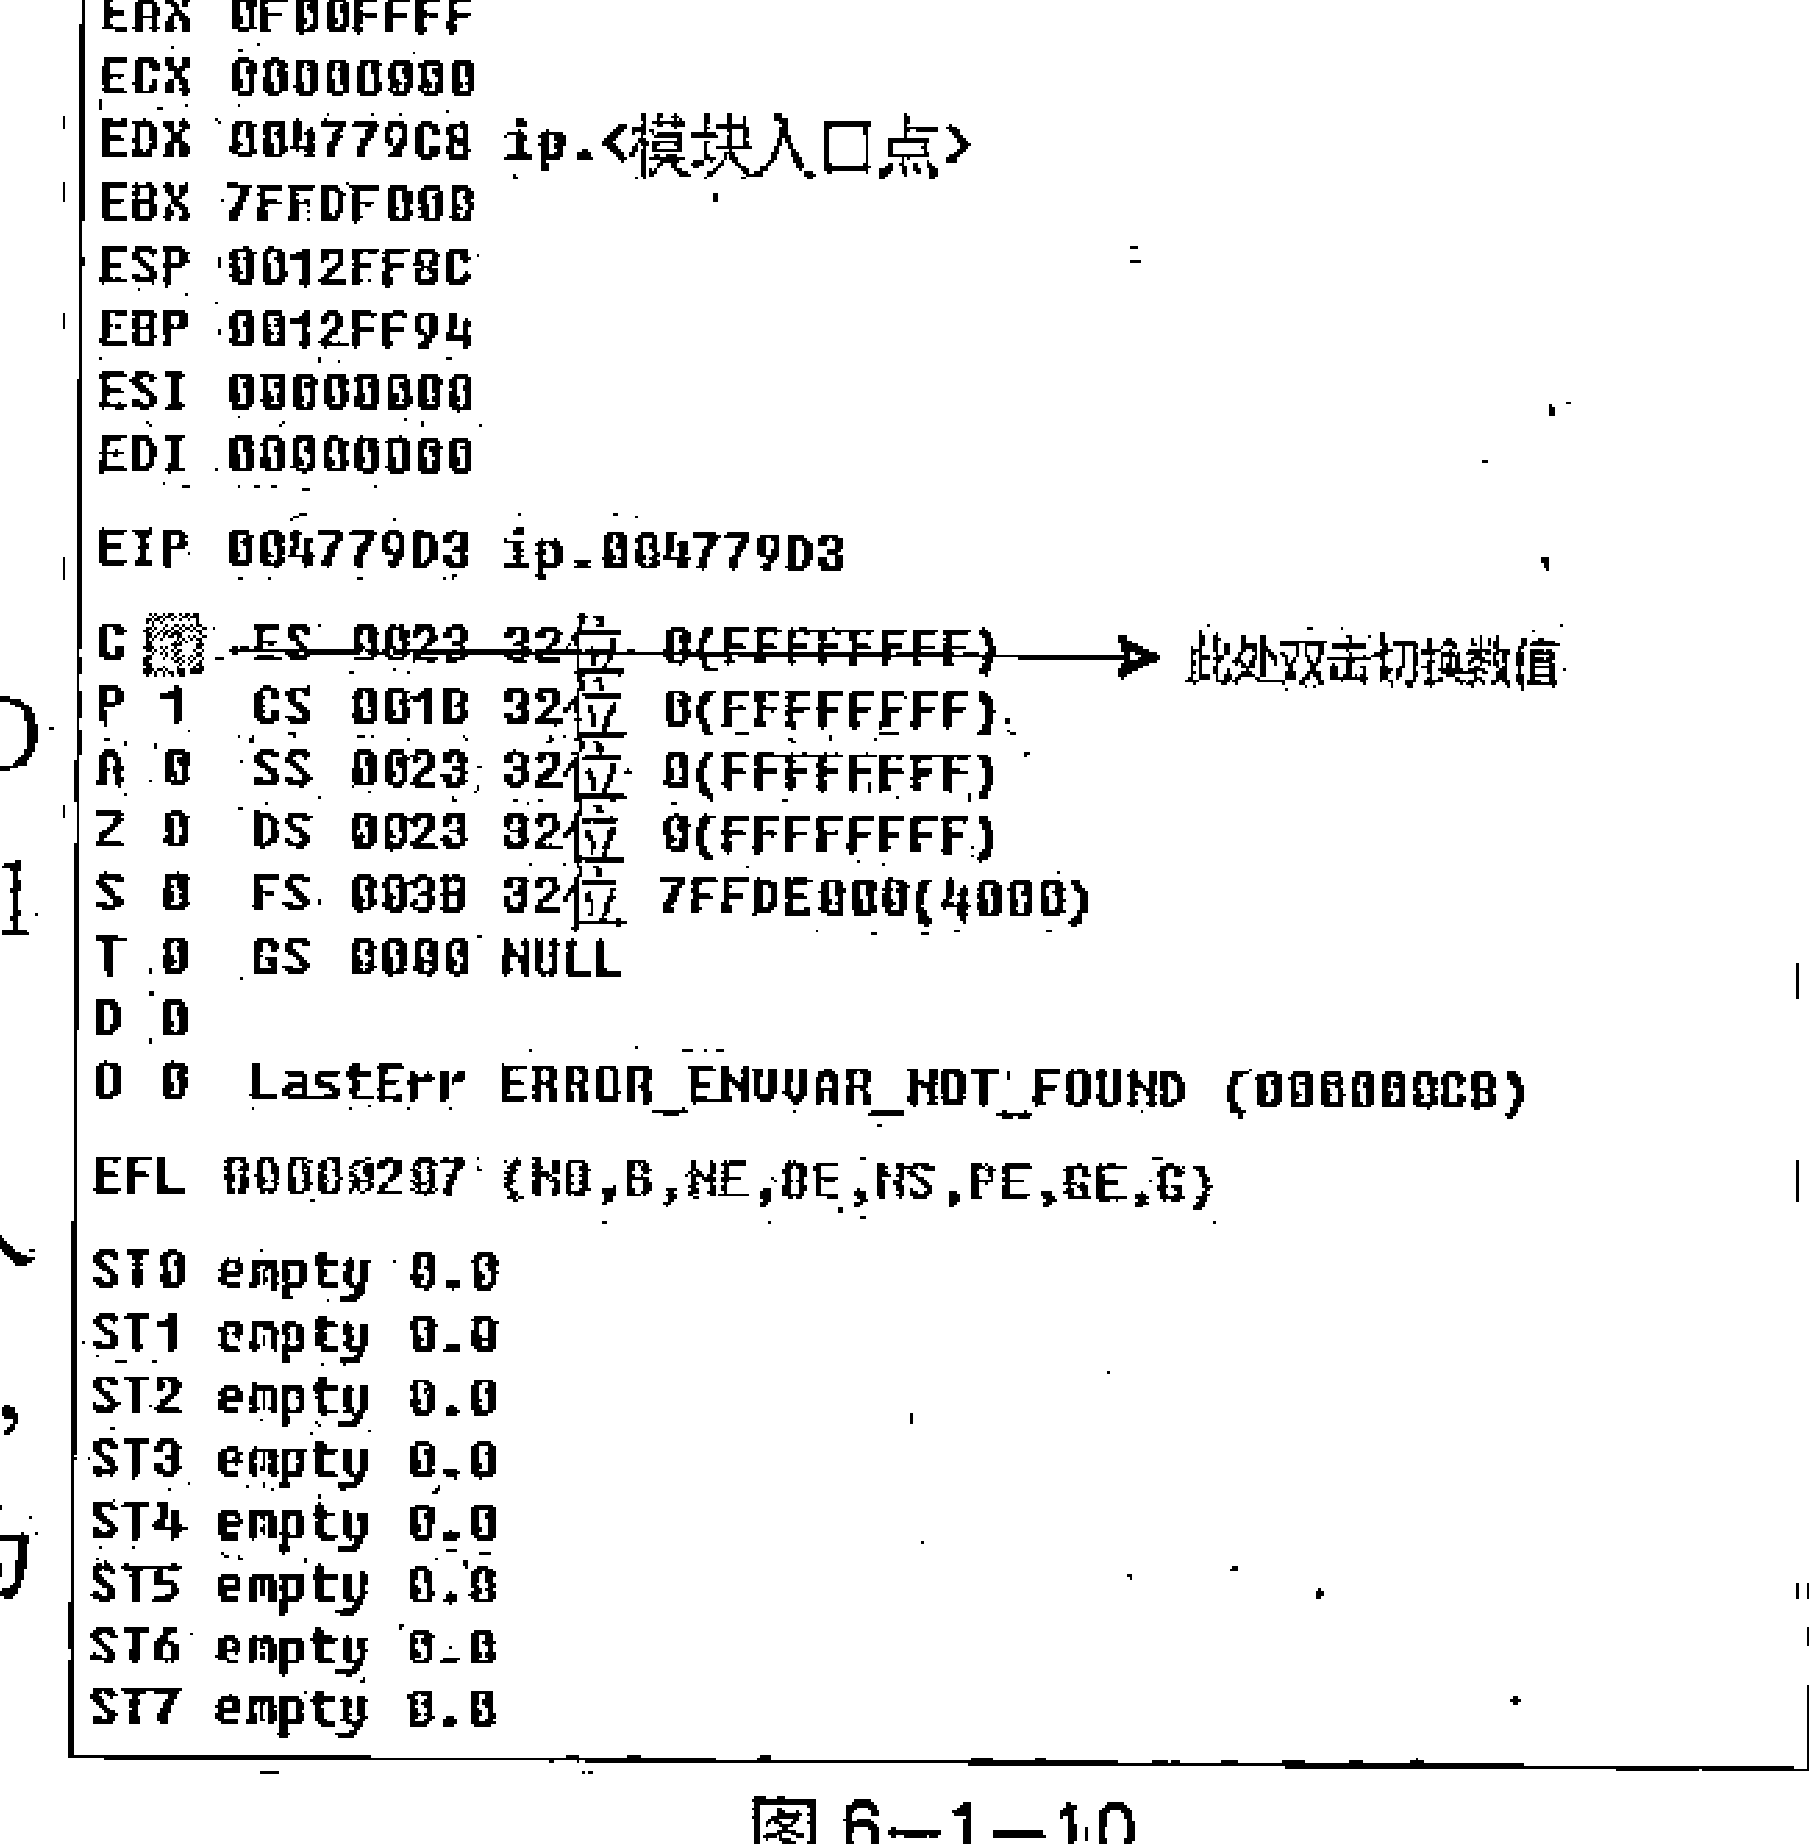 EAX 0F00FFFF
ECX 00000000
EDX 004779C8 ip.<模块入口点>
EBX 7FFDF000
ESP 0012FF8C
EBP 0012FF94
ESI 00000000
EDI 00000000
EIP 004779D3 ip.004779D3
C ES 0023 32位 0(FFFFFFFF) 此处双击切换数值
P 1 CS 001B 32位 0(FFFFFFFF)
A 0 SS 0023 32位 0(FFFFFFFF)
Z 0 DS 0023 32位 0(FFFFFFFF)
S 0 FS 003B 32位 7FFDE000(4000)
T 0 GS 0000 NULL
D 0
O 0 LastErr ERROR_ENVVAR_NOT_FOUND (000000CB)
EFL 00000207 (NO,B,NE,BE,NS,PE,GE,G)
ST0 empty 0.0
ST1 empty 0.0
ST2 empty 0.0
ST3 empty 0.0
ST4 empty 0.0
ST5 empty 0.0
ST6 empty 0.0
ST7 empty 0.0
图 6-1-10